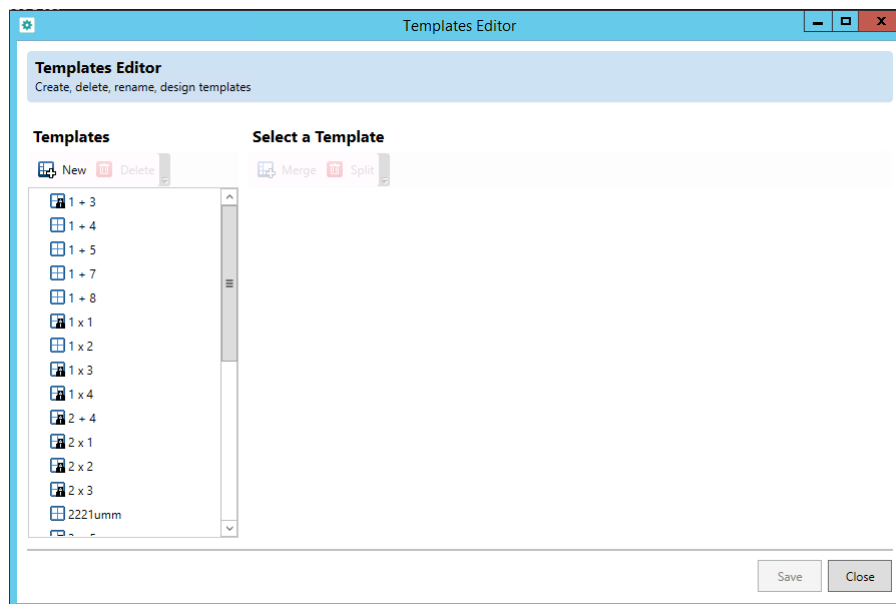 Templates Editor
Templates Editor
Create, delete, rename, design templates
Templates
Select a Template
New Delete
Merge Split
1 + 3
1 + 4
1 + 5
1 + 7
1 + 8
1 x 1
1 x 2
1 x 3
1 x 4
2 + 4
2 x 1
2 x 2
2 x 3
2221umm
Save Close